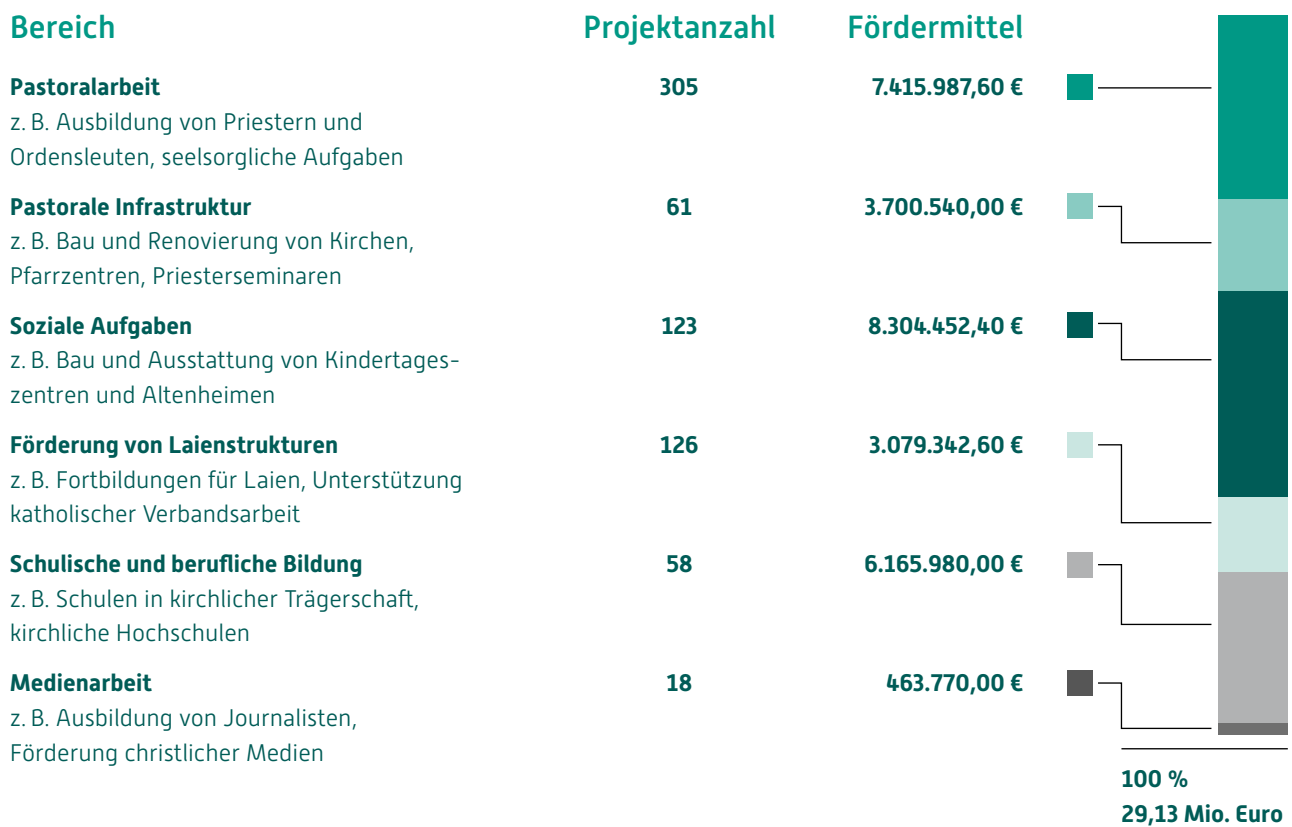 Bereich Projektanzahl Fördermittel
Pastoralarbeit 305 7.415.987,60 €
z. B. Ausbildung von Priestern und
Ordensleuten, seelsorgliche Aufgaben
Pastorale Infrastruktur 61 3.700.540,00 €
z. B. Bau und Renovierung von Kirchen,
Pfarrzentren, Priesterseminaren
Soziale Aufgaben 123 8.304.452,40 €
z. B. Bau und Ausstattung von Kindertages-
zentren und Altenheimen
Förderung von Laienstrukturen 126 3.079.342,60 €
z. B. Fortbildungen für Laien, Unterstützung
katholischer Verbandsarbeit
Schulische und berufliche Bildung 58 6.165.980,00 €
z. B. Schulen in kirchlicher Trägerschaft,
kirchliche Hochschulen
Medienarbeit 18 463.770,00 €
z. B. Ausbildung von Journalisten,
Förderung christlicher Medien
100 %
29,13 Mio. Euro